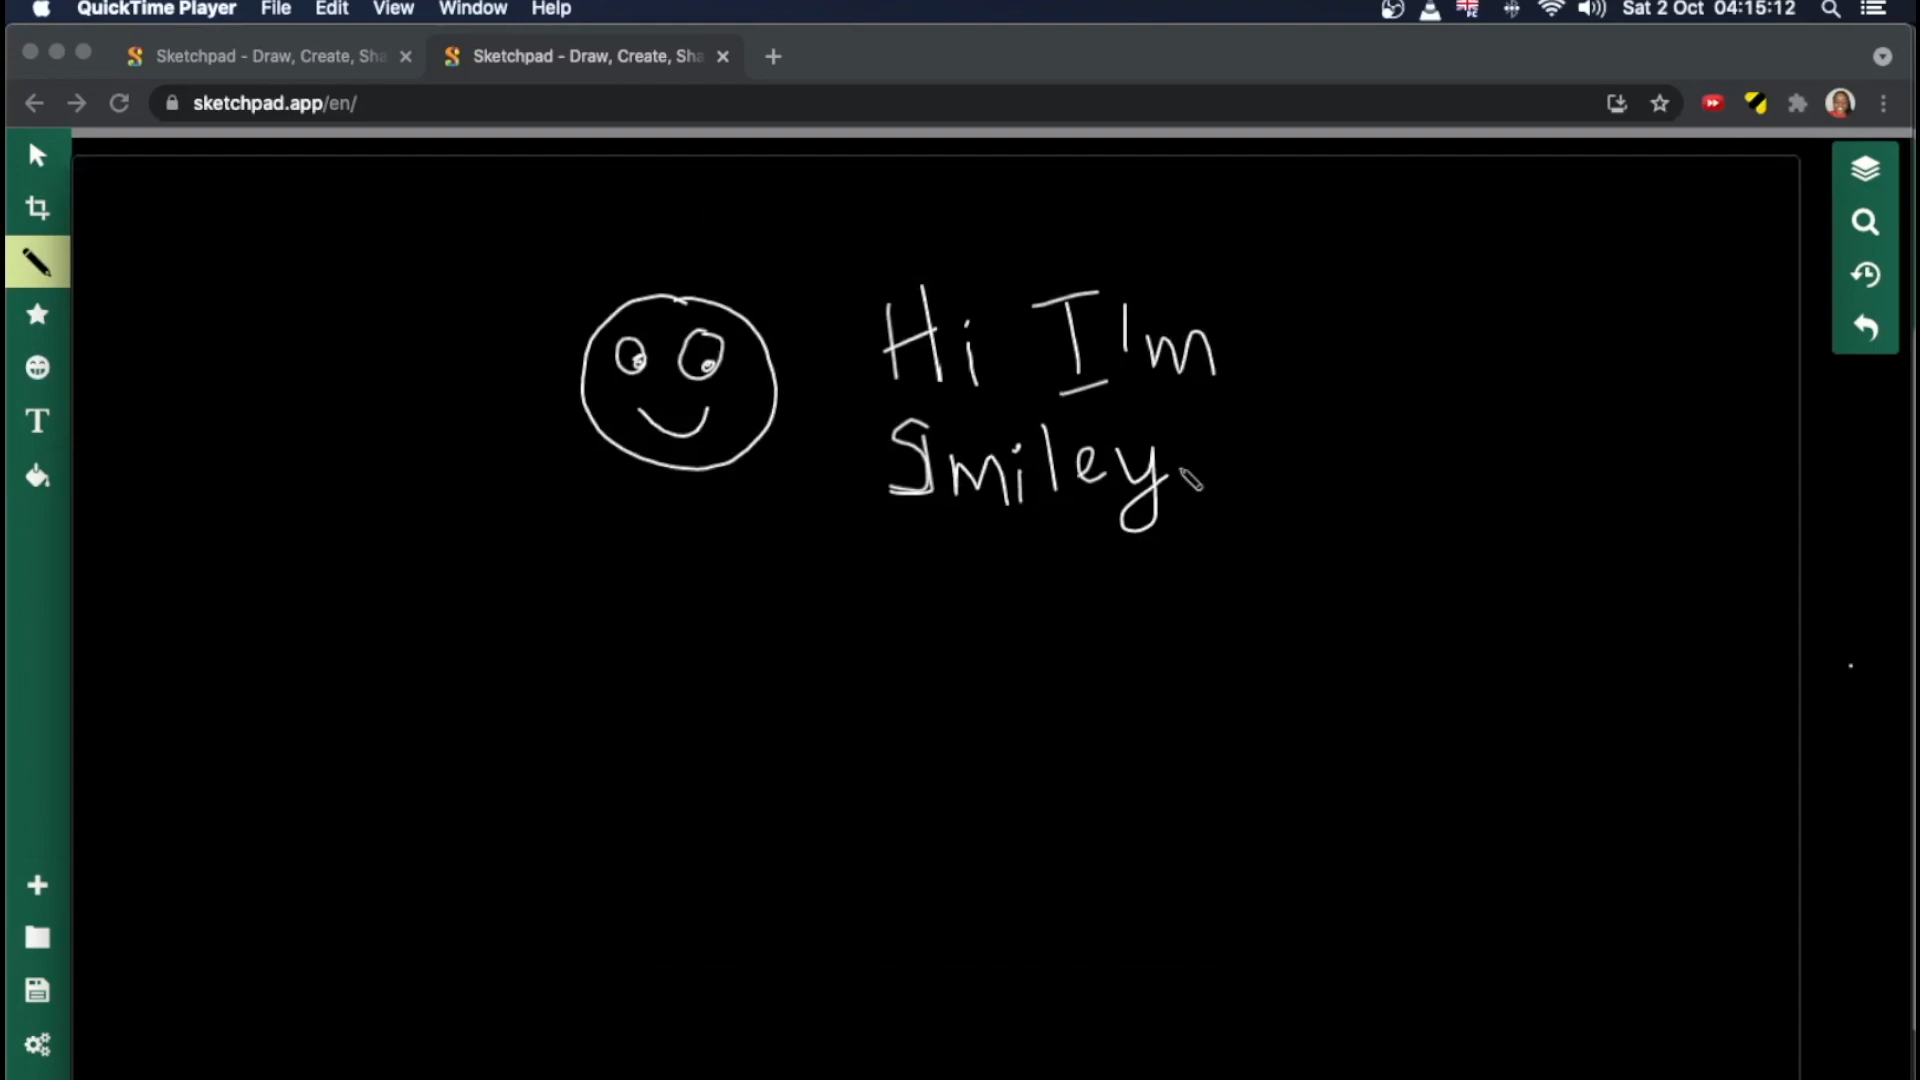 QuickTime Player File Edit View Window Help Sat 2 Oct 04:15:12
Sketchpad - Draw, Create, Sha Sketchpad - Draw, Create, Sha
sketchpad.app/en/
Hi I'm
Smiley